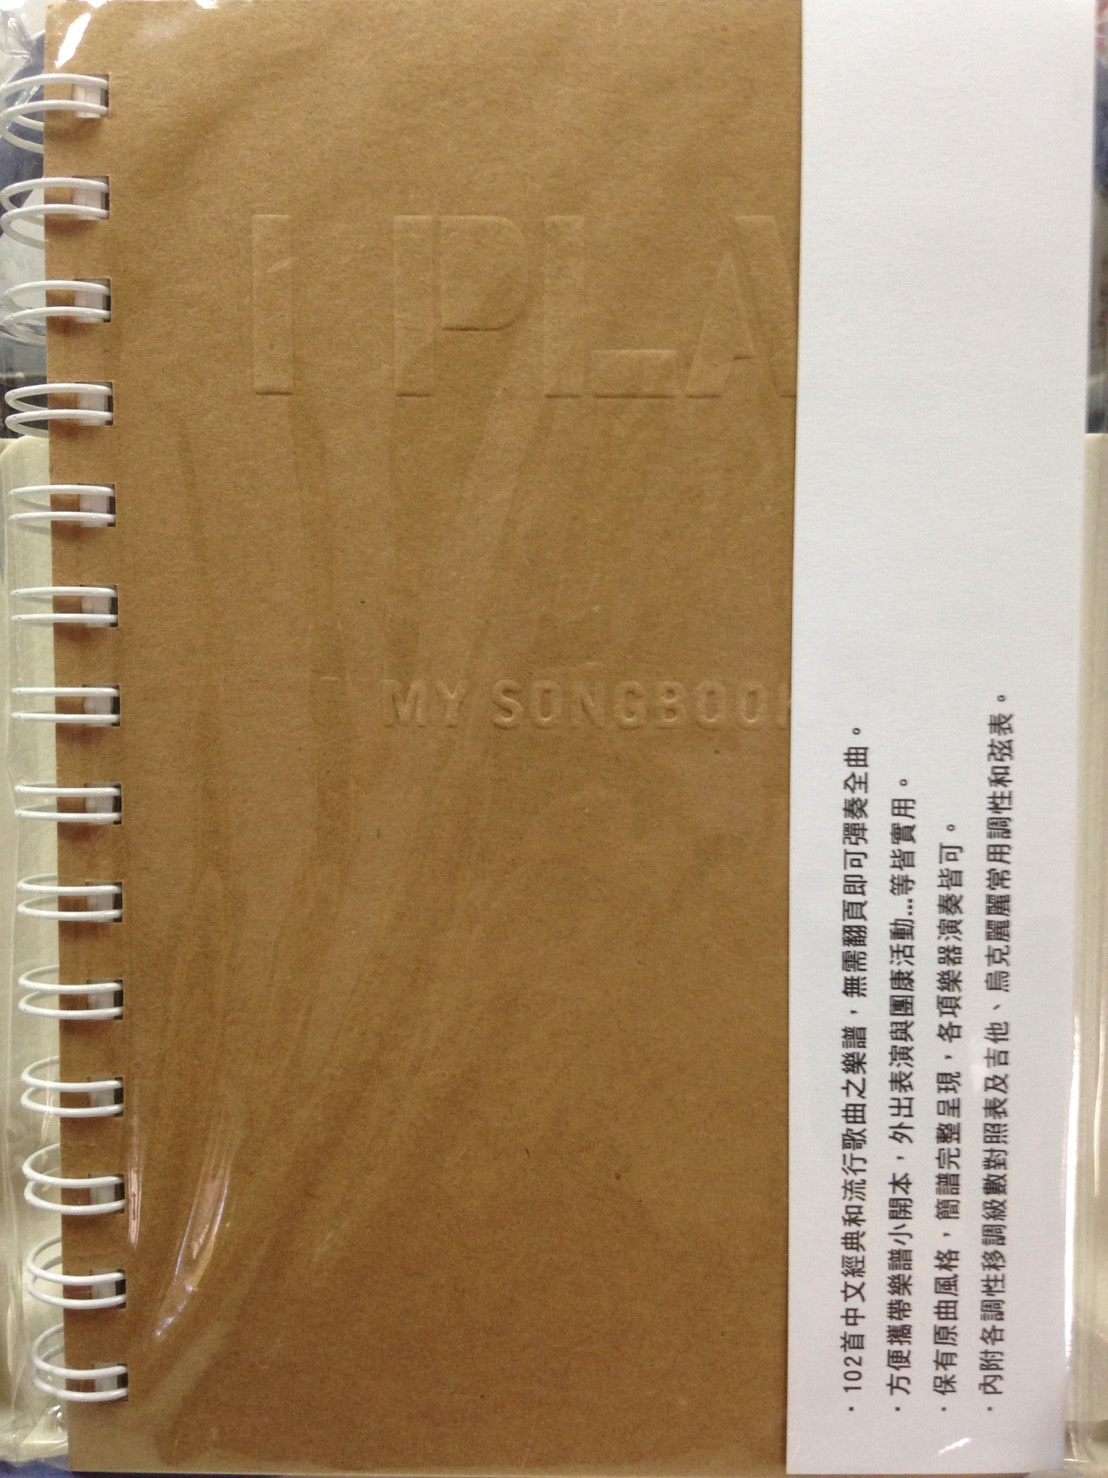 I PLA
MY SONGBOOK
·102首中文經典和流行歌曲之樂譜，無需翻頁即可彈奏全曲。
·方便攜帶樂譜小開本，外出表演與團康活動…等皆實用。
·保有原曲風格，簡譜完整呈現，各項樂器演奏皆可。
·內附各調性移調級數對照表及吉他、烏克麗麗常用調性和弦表。